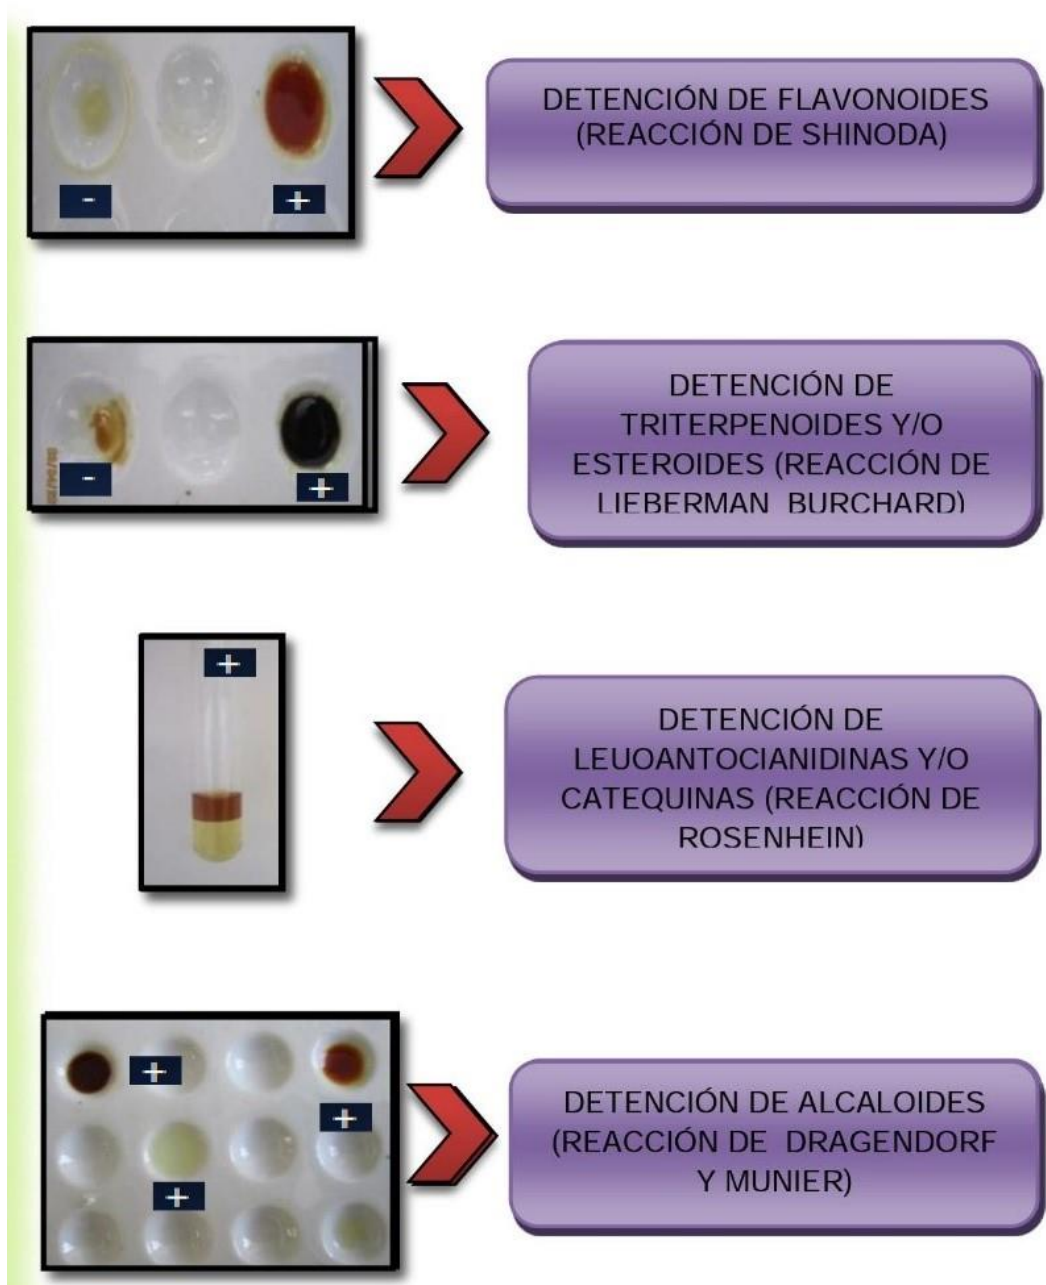 DETENCIÓN DE FLAVONOIDES
(REACCIÓN DE SHINODA)
-
+
DETENCIÓN DE
TRITERPENOIDES Y/O
ESTEROIDES (REACCIÓN DE
LIEBERMAN BURCHARD)
-
+
+
DETENCIÓN DE
LEUOANTOCIANIDINAS Y/O
CATEQUINAS (REACCIÓN DE
ROSENHEIN)
+
+
+
DETENCIÓN DE ALCALOIDES
(REACCIÓN DE DRAGENDORF
Y MUNIER)